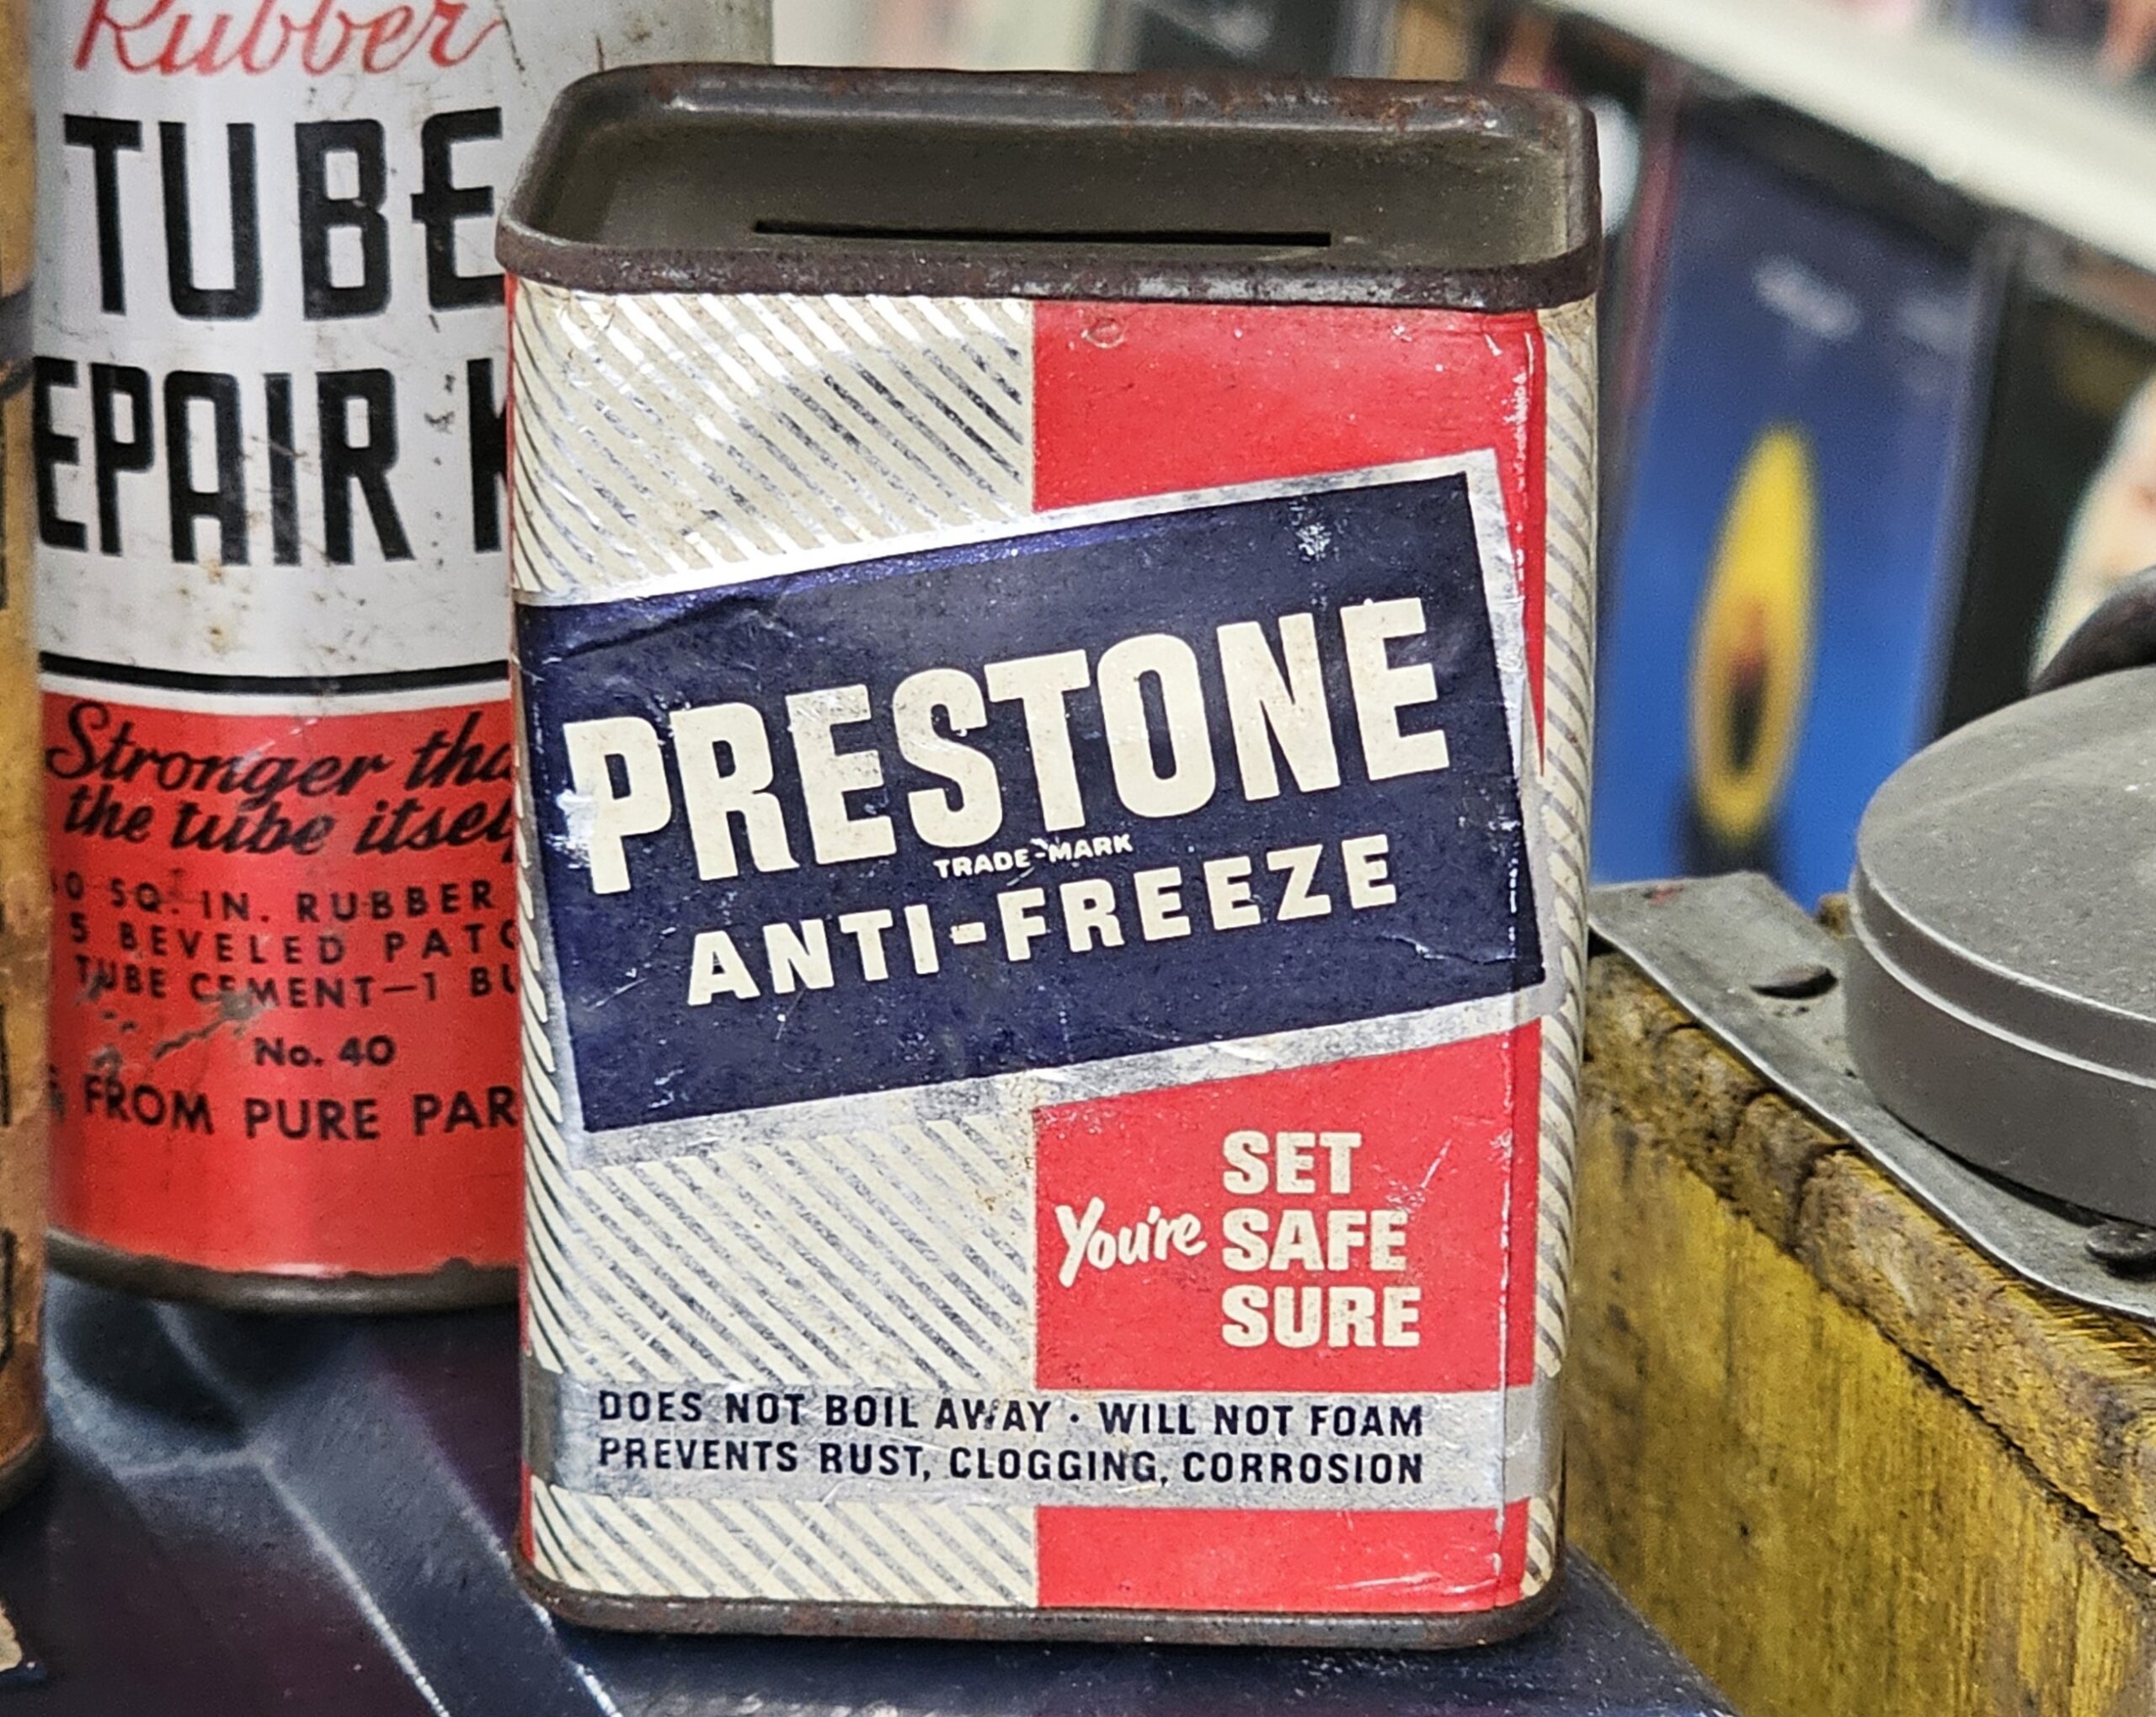 Rubber
TUBE
EPAIR K
Stronger tha
the tube itsel
0 SQ. IN. RUBBER
5 BEVELED PATC
TUBE CEMENT—1 BU
No. 40
FROM PURE PAR
PRESTONE
TRADE-MARK
ANTI-FREEZE
You're SET
SAFE
SURE
DOES NOT BOIL AWAY · WILL NOT FOAM
PREVENTS RUST, CLOGGING, CORROSION